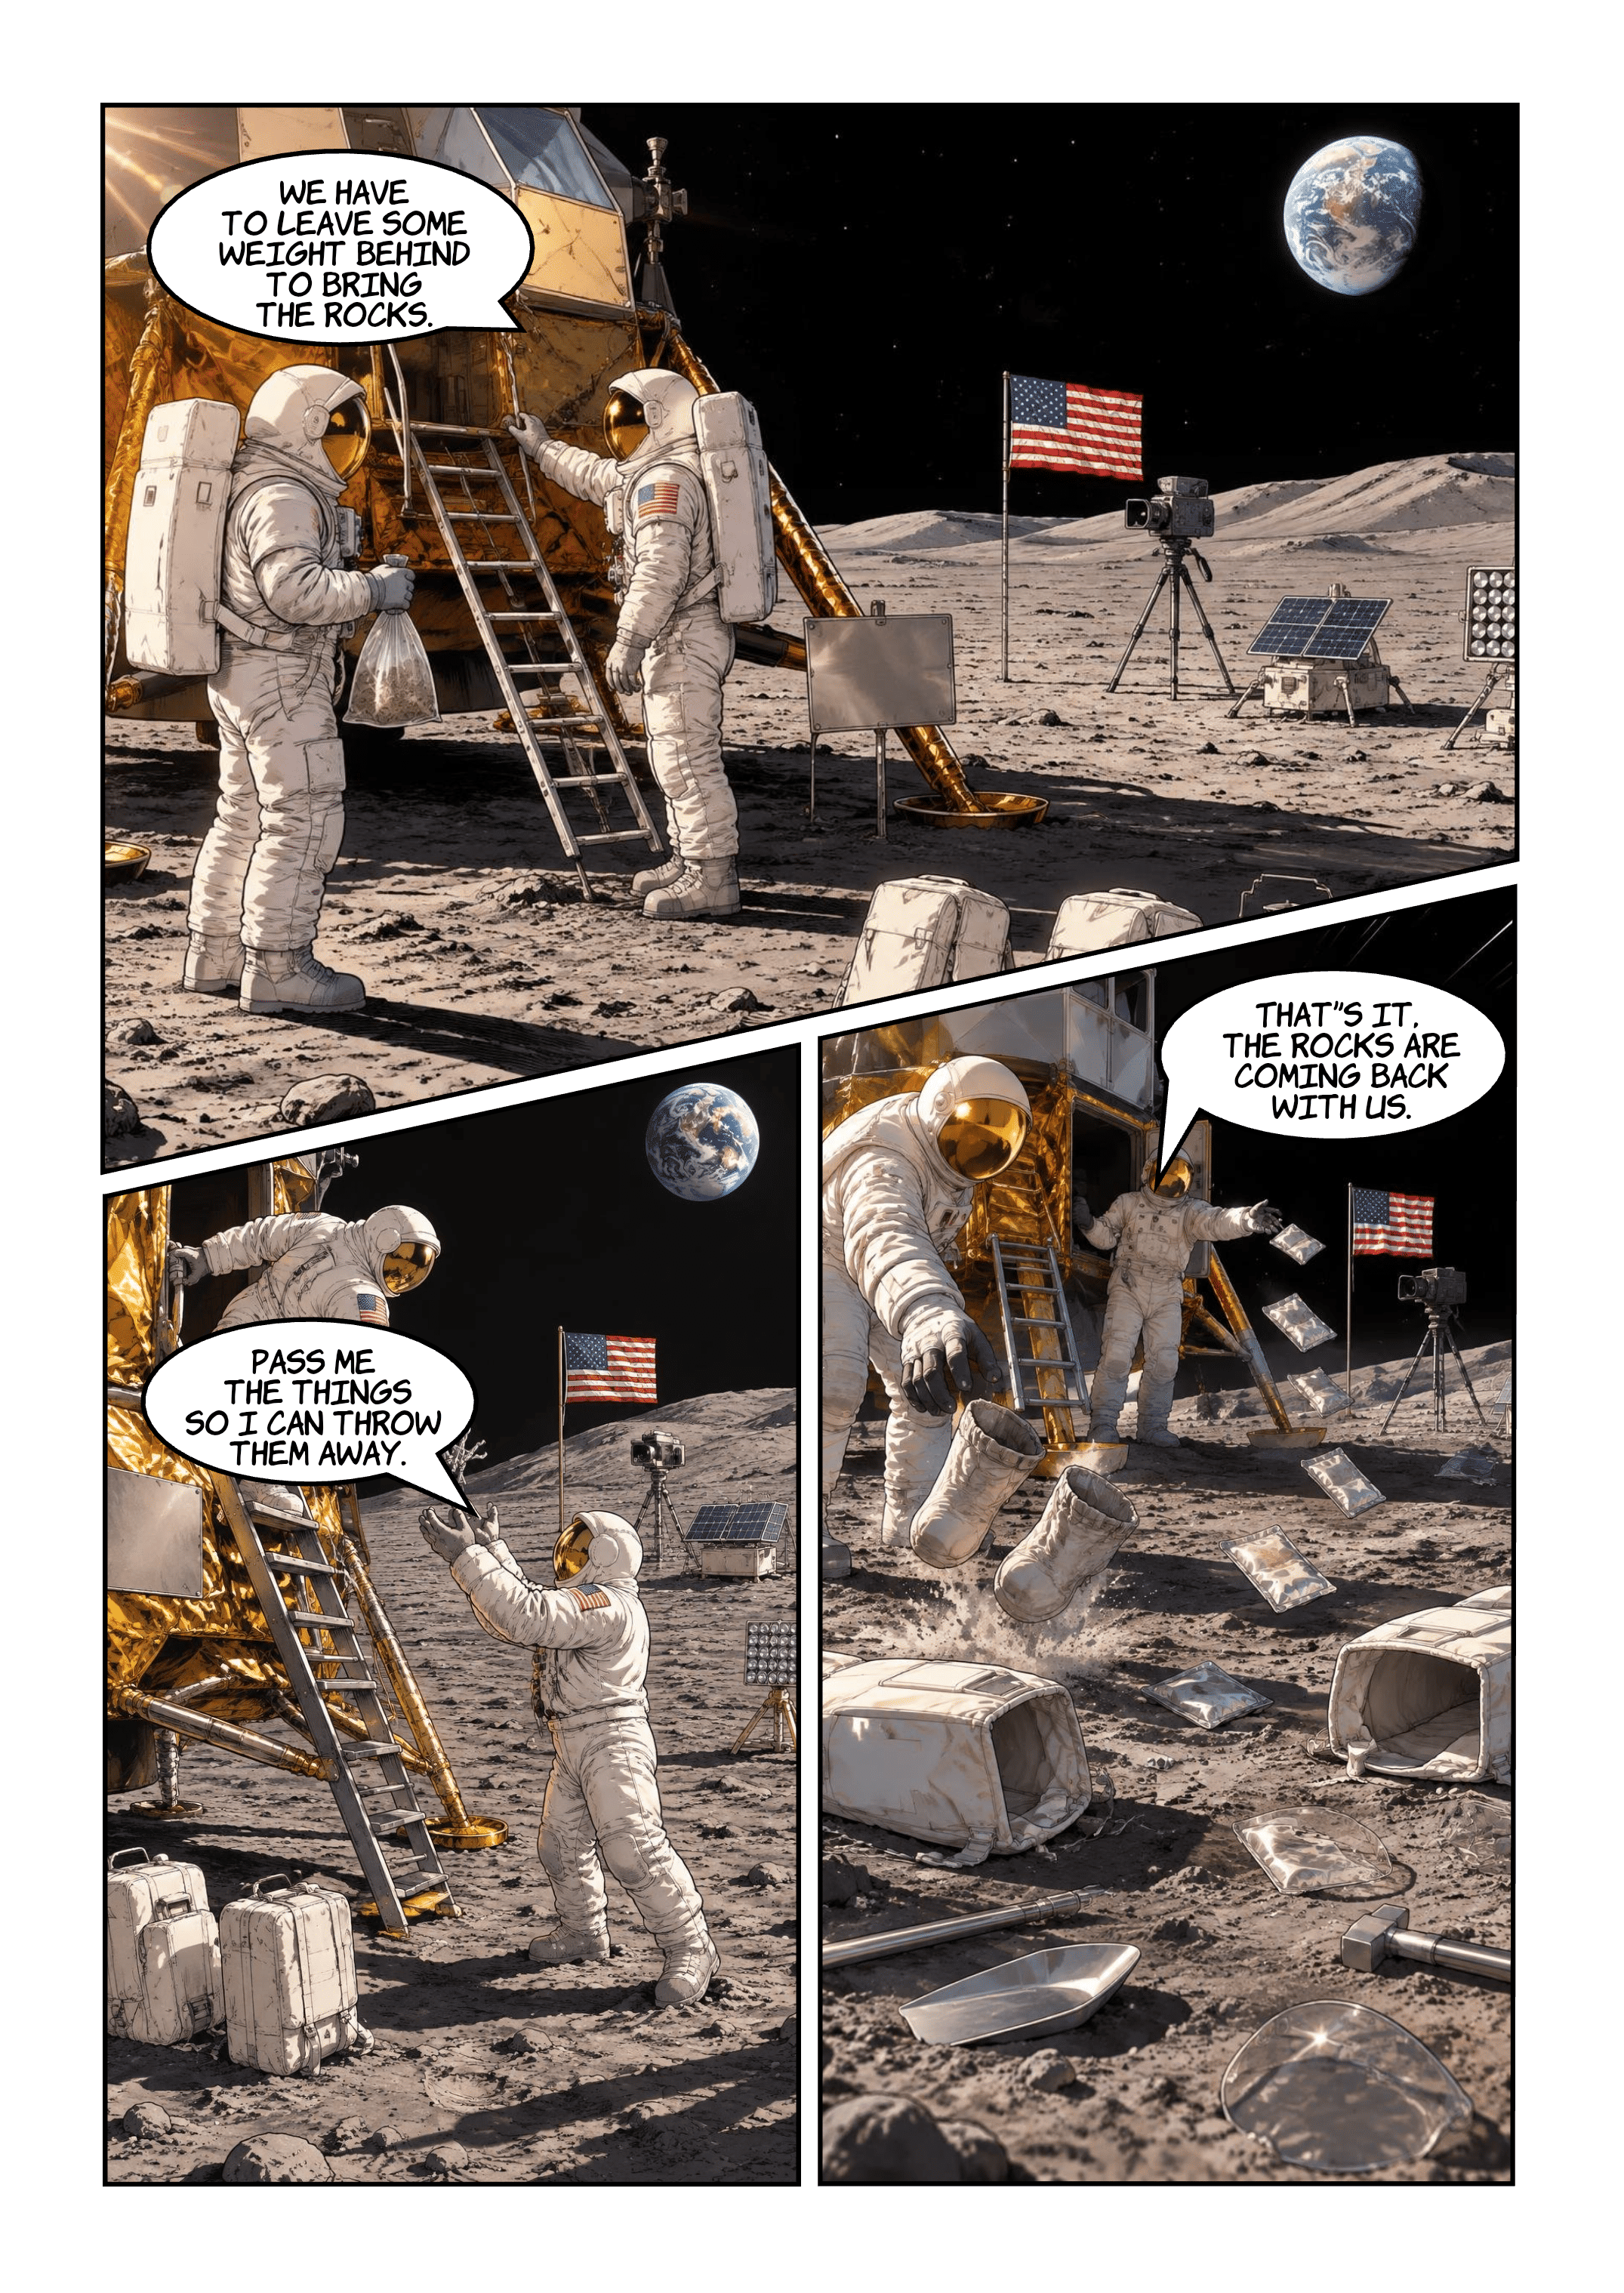 WE HAVE
TO LEAVE SOME
WEIGHT BEHIND
TO BRING
THE ROCKS.
THAT"S IT.
THE ROCKS ARE
COMING BACK
WITH US.
PASS ME
THE THINGS
SO I CAN THROW
THEM AWAY.